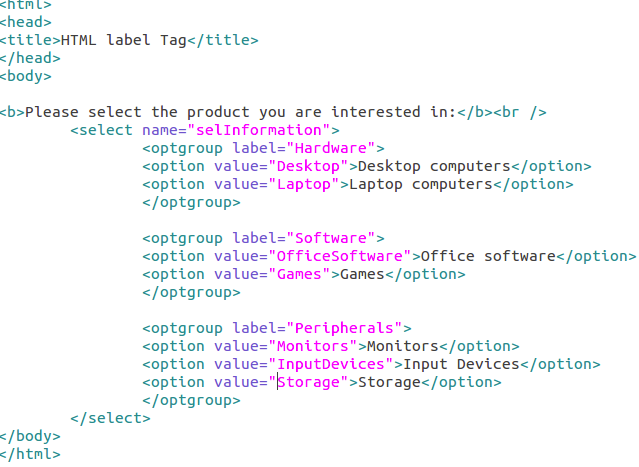 <html>
<head>
<title>HTML label Tag</title>
</head>
<body>
<b>Please select the product you are interested in:</b><br />
<select name="selInformation">
<optgroup label="Hardware">
<option value="Desktop">Desktop computers</option>
<option value="Laptop">Laptop computers</option>
</optgroup>
<optgroup label="Software">
<option value="OfficeSoftware">Office software</option>
<option value="Games">Games</option>
</optgroup>
<optgroup label="Peripherals">
<option value="Monitors">Monitors</option>
<option value="InputDevices">Input Devices</option>
<option value="Storage">Storage</option>
</optgroup>
</select>
</body>
</html>